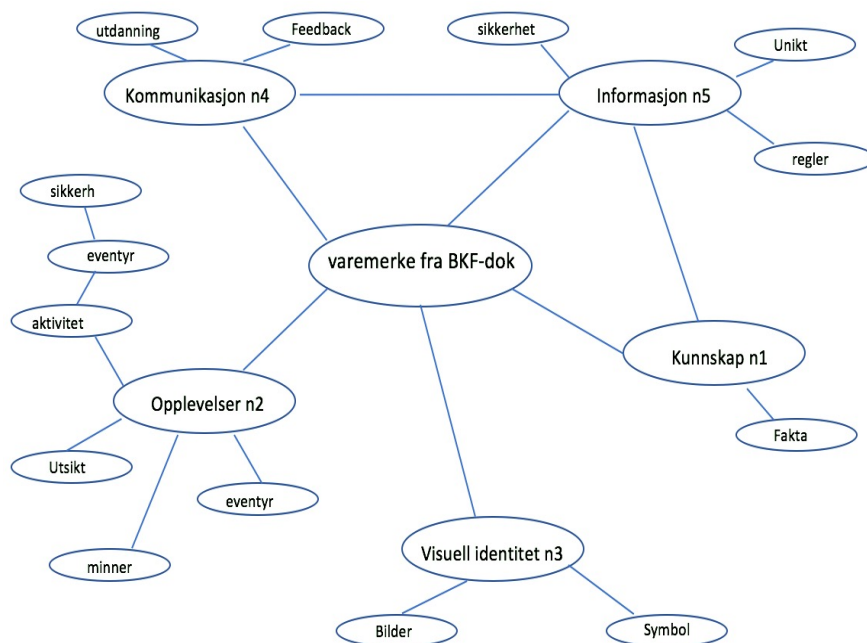 utdanning
Feedback
sikkerhet
Unikt
Kommunikasjon n4
Informasjon n5
regler
sikkerh
eventyr
varemerke fra BKF-dok
aktivitet
Kunnskap n1
Opplevelser n2
Fakta
Utsikt
eventyr
Visuell identitet n3
minner
Bilder
Symbol